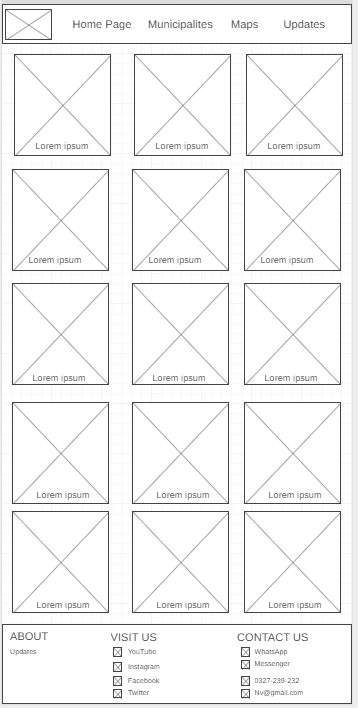 Home Page Municipalites Maps Updates
Lorem ipsum Lorem ipsum Lorem ipsum
Lorem ipsum Lorem ipsum Lorem ipsum
Lorem ipsum Lorem ipsum Lorem ipsum
Lorem ipsum Lorem ipsum Lorem ipsum
Lorem ipsum Lorem ipsum Lorem ipsum
ABOUT
Updates
VISIT US
YouTube
Instagram
Facebook
Twitter
CONTACT US
WhatsApp
Messenger
0327-239-232
Nv@gmail.com